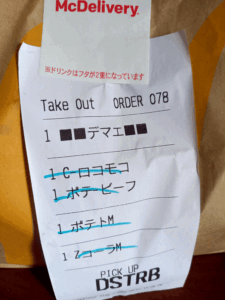 McDelivery
※ドリンクはフタが2重になっています
Take Out ORDER 078
1 ■■デマエ■■
1 C-ロコモコ
1 ポテ-ビーフ
1 ポテトM
1 ZコーラM
PICK UP
DSTRB